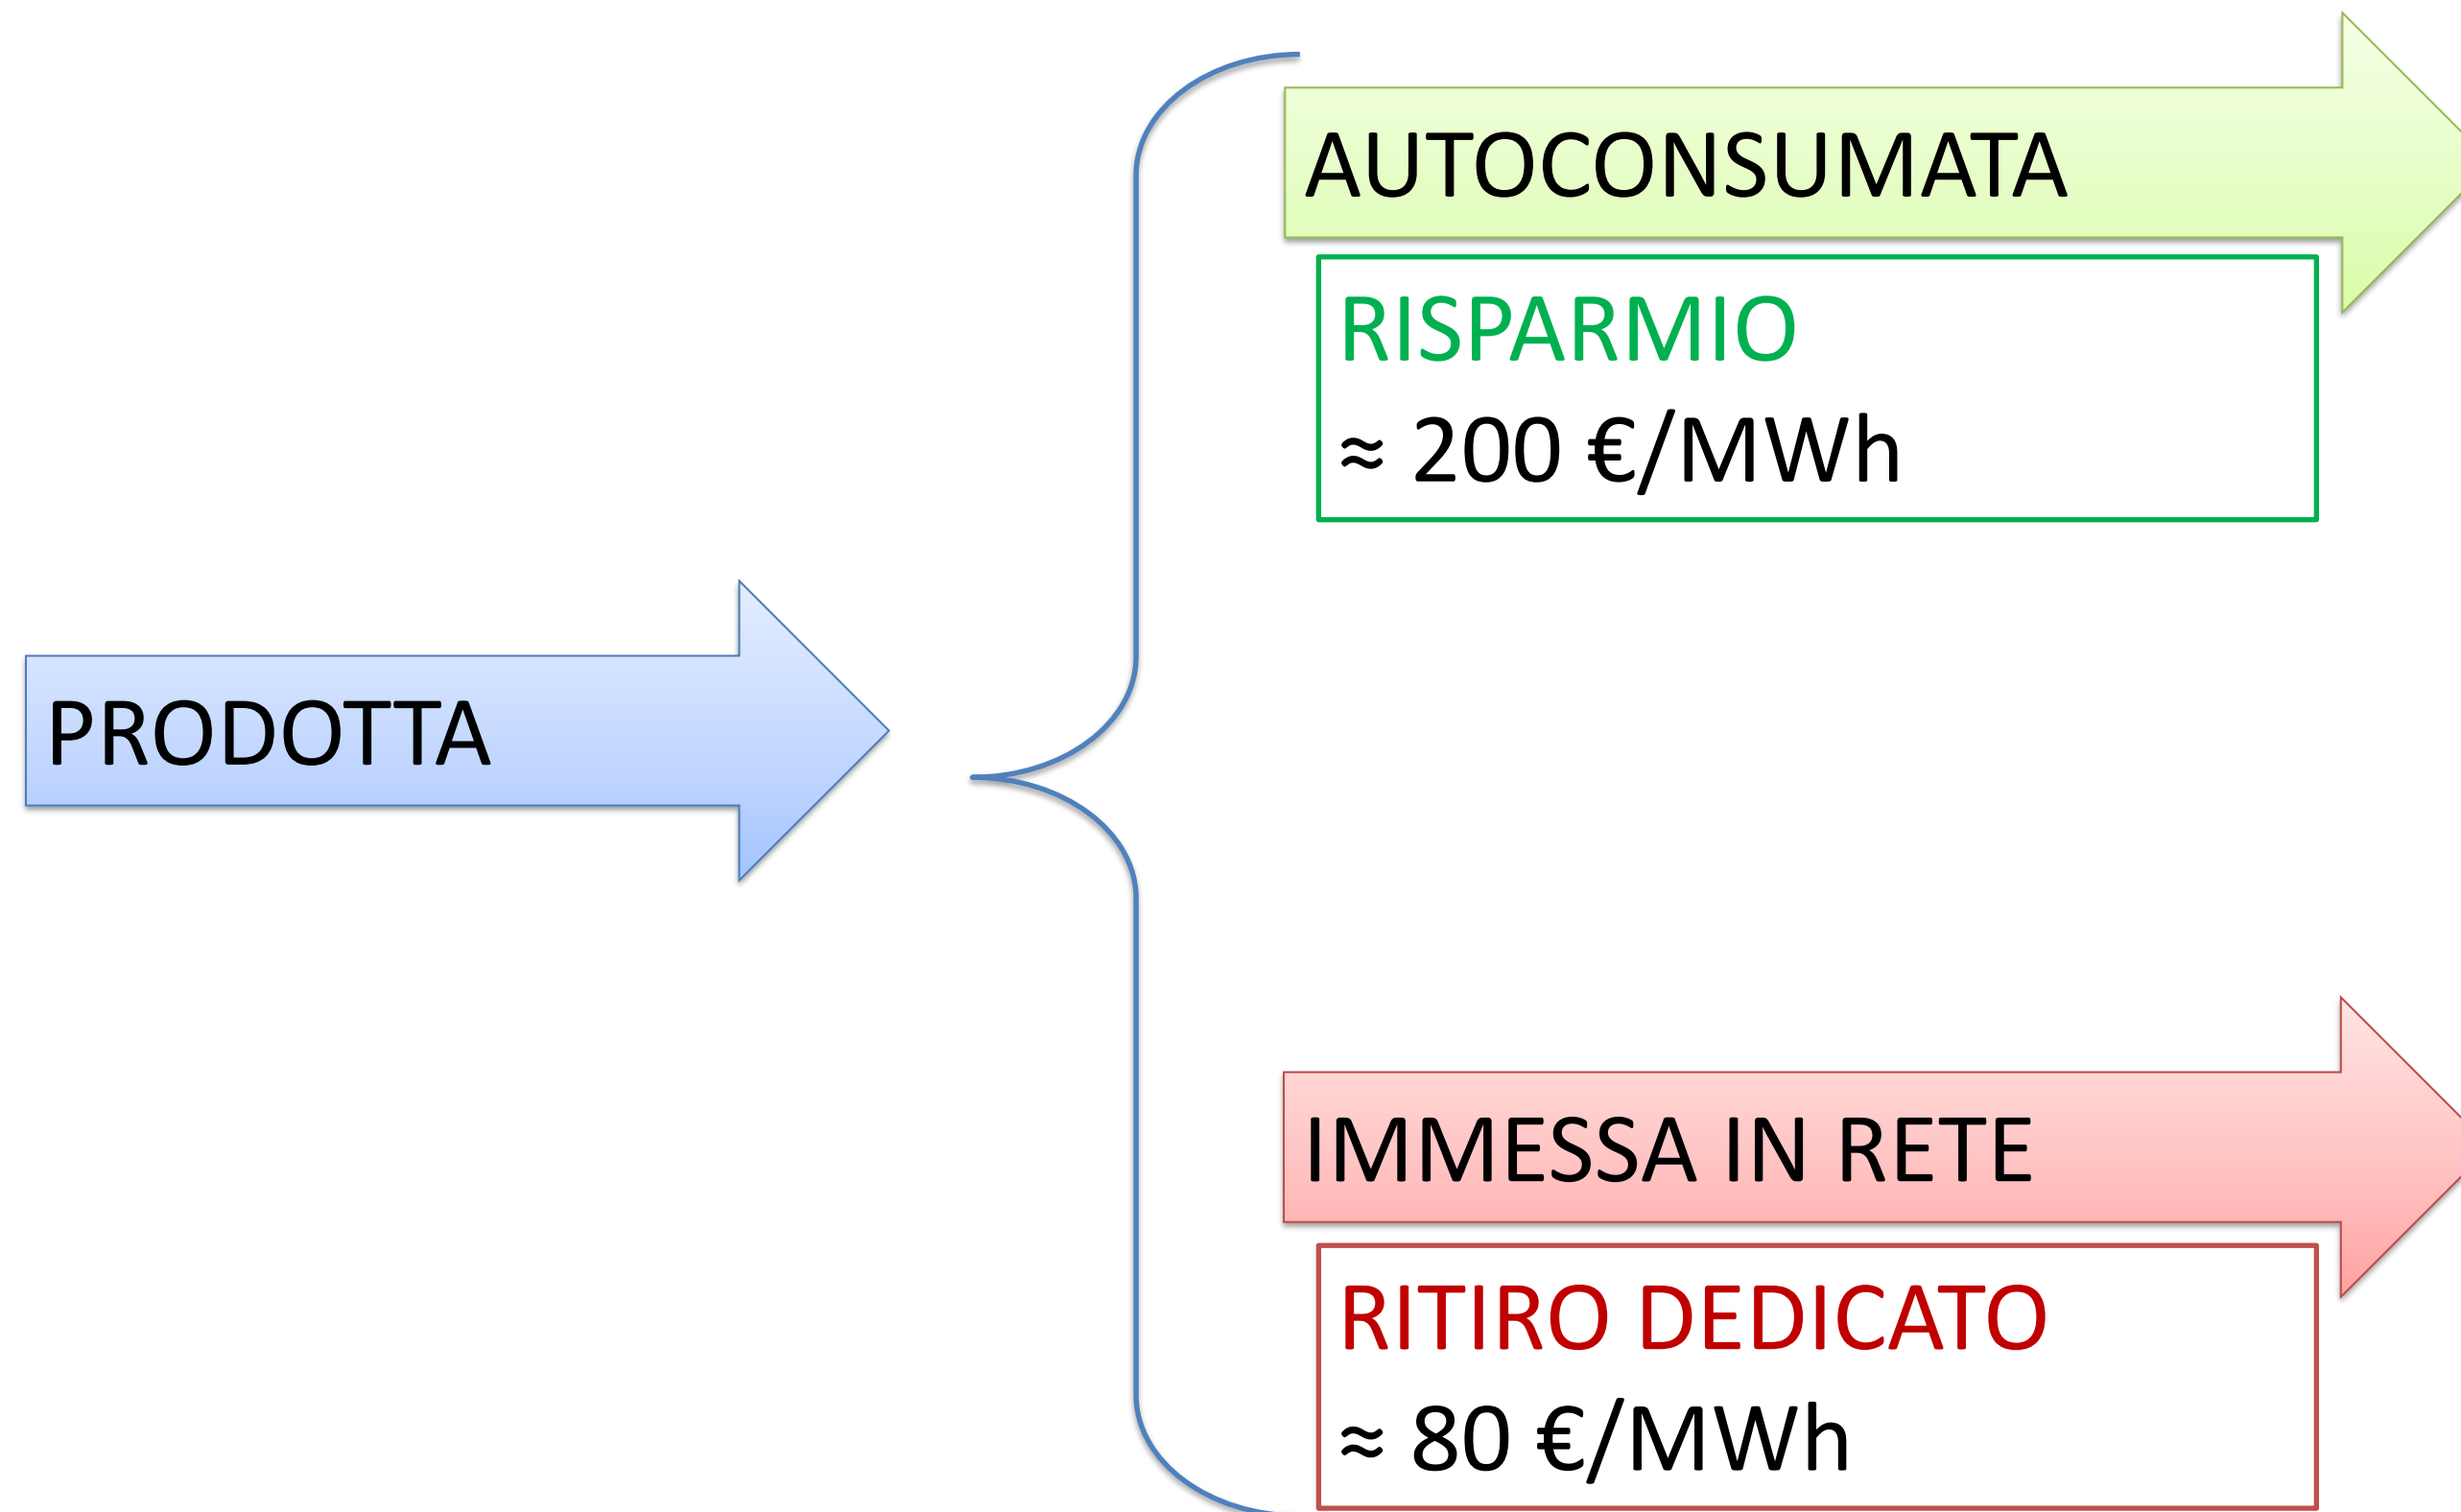 AUTOCONSUMATA
RISPARMIO
≈ 200 €/MWh
PRODOTTA
IMMESSA IN RETE
RITIRO DEDICATO
≈ 80 €/MWh